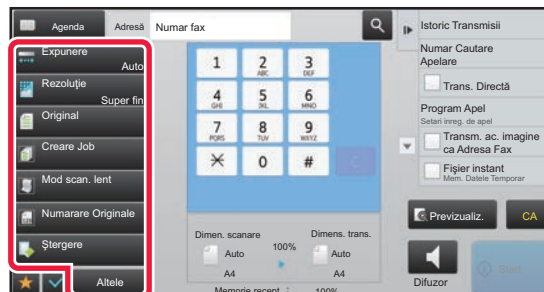 Agenda
Adresă
Numar fax
Expunere
Auto
Rezoluţie
Super fin
Original
Creare Job
Mod scan. lent
Numarare Originale
Ştergere
Altele
1
2
ABC
3
DEF
4
GHI
5
JKL
6
MNO
7
PQRS
8
TUV
9
WXYZ
0
#
C
Dimen. scanare
Auto
A4
100%
Dimens. trans.
Auto
A4
Memorie recept.:
100%
Istoric Transmisii
Numar Cautare
Apelare
Trans. Directă
Program Apel
Setari inreg. de apel
Transm. ac. imagine
ca Adresa Fax
Fişier instant
Mem. Datele Temporar
Previzualiz.
CA
Difuzor
Start